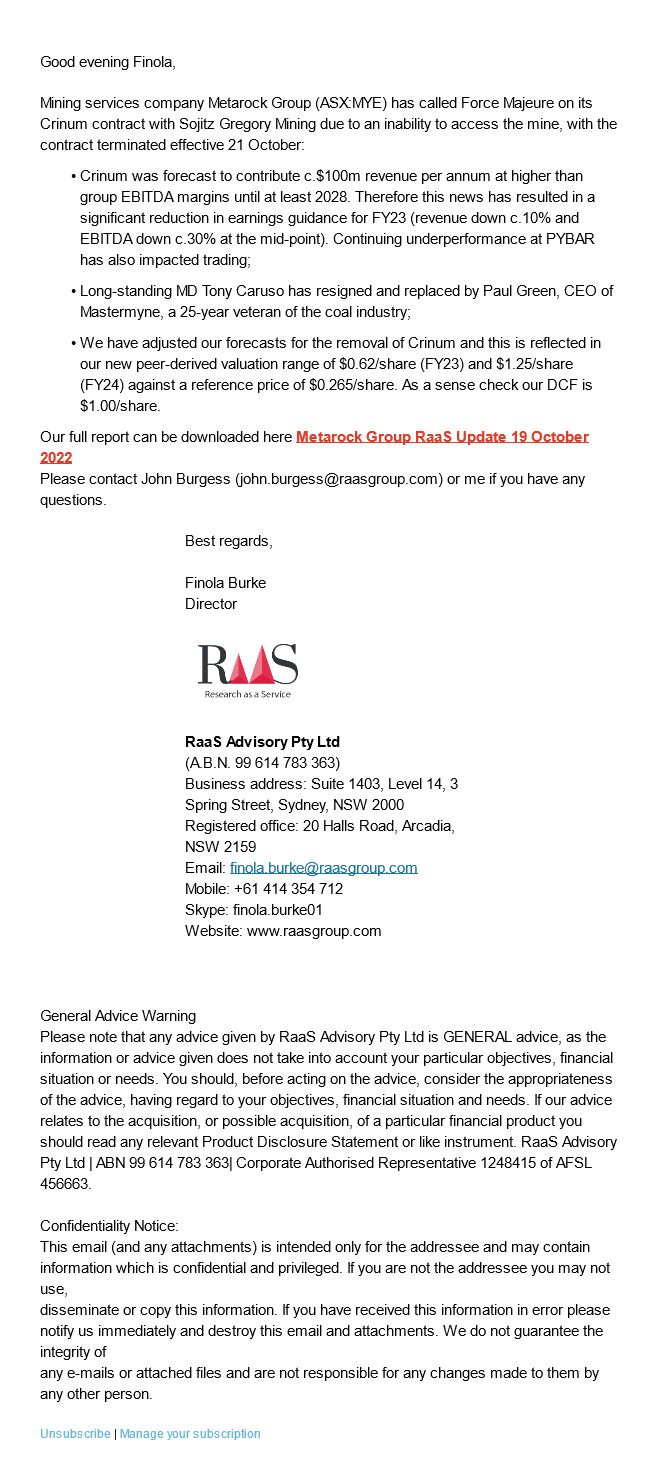 Good evening Finola,
Mining services company Metarock Group (ASX:MYE) has called Force Majeure on its
Crinum contract with Sojitz Gregory Mining due to an inability to access the mine, with the
contract terminated effective 21 October:
• Crinum was forecast to contribute c.$100m revenue per annum at higher than
group EBITDA margins until at least 2028. Therefore this news has resulted in a
significant reduction in earnings guidance for FY23 (revenue down c.10% and
EBITDA down c.30% at the mid-point). Continuing underperformance at PYBAR
has also impacted trading;
• Long-standing MD Tony Caruso has resigned and replaced by Paul Green, CEO of
Mastermyne, a 25-year veteran of the coal industry;
• We have adjusted our forecasts for the removal of Crinum and this is reflected in
our new peer-derived valuation range of $0.62/share (FY23) and $1.25/share
(FY24) against a reference price of $0.265/share. As a sense check our DCF is
$1.00/share.
Our full report can be downloaded here Metarock Group RaaS Update 19 October
2022
Please contact John Burgess (john.burgess@raasgroup.com) or me if you have any
questions.
Best regards,
Finola Burke
Director
RAAS
Research as a Service
RaaS Advisory Pty Ltd
(A.B.N. 99 614 783 363)
Business address: Suite 1403, Level 14, 3
Spring Street, Sydney, NSW 2000
Registered office: 20 Halls Road, Arcadia,
NSW 2159
Email: finola.burke@raasgroup.com
Mobile: +61 414 354 712
Skype: finola.burke01
Website: www.raasgroup.com
General Advice Warning
Please note that any advice given by RaaS Advisory Pty Ltd is GENERAL advice, as the
information or advice given does not take into account your particular objectives, financial
situation or needs. You should, before acting on the advice, consider the appropriateness
of the advice, having regard to your objectives, financial situation and needs. If our advice
relates to the acquisition, or possible acquisition, of a particular financial product you
should read any relevant Product Disclosure Statement or like instrument. RaaS Advisory
Pty Ltd | ABN 99 614 783 363| Corporate Authorised Representative 1248415 of AFSL
456663.
Confidentiality Notice:
This email (and any attachments) is intended only for the addressee and may contain
information which is confidential and privileged. If you are not the addressee you may not
use,
disseminate or copy this information. If you have received this information in error please
notify us immediately and destroy this email and attachments. We do not guarantee the
integrity of
any e-mails or attached files and are not responsible for any changes made to them by
any other person.
Unsubscribe | Manage your subscription